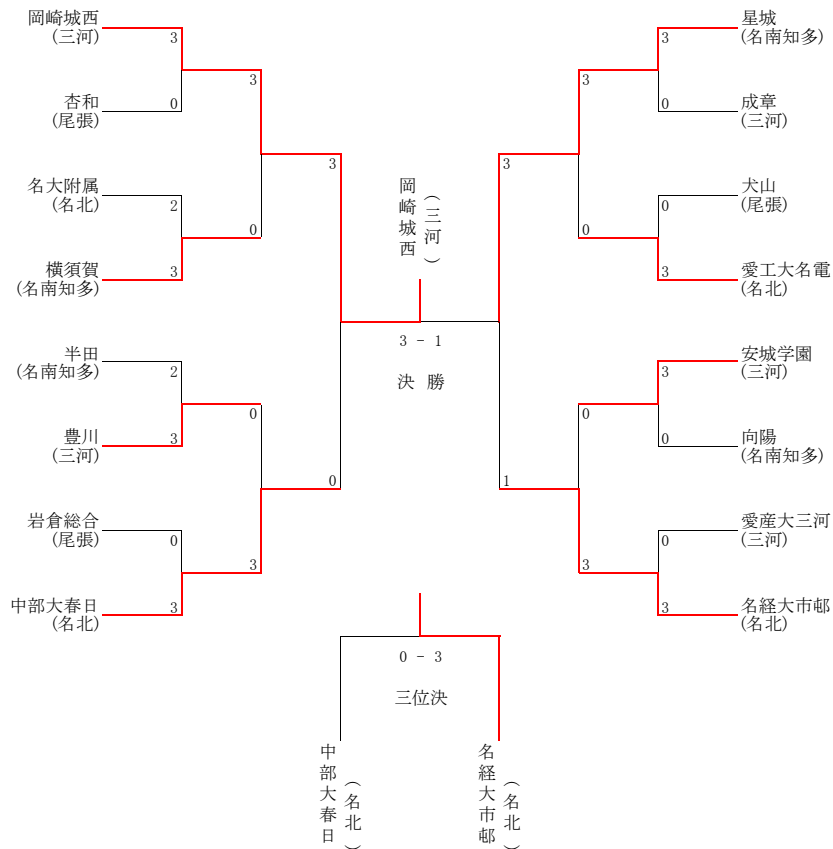 岡崎城西
(三河)
3
杏和
(尾張)
0
3
名大附属
(名北)
2
横須賀
(名南知多)
3
0
3
半田
(名南知多)
2
豊川
(三河)
3
0
岩倉総合
(尾張)
0
中部大春日
(名北)
3
3
0
岡崎城西
(三河)
3 - 1
決 勝
星城
(名南知多)
3
成章
(三河)
0
3
犬山
(尾張)
0
愛工大名電
(名北)
3
0
3
安城学園
(三河)
3
向陽
(名南知多)
0
0
愛産大三河
(三河)
0
名経大市邨
(名北)
3
3
1
0 - 3
三位決
中部大春日
(名北)
名経大市邨
(名北)